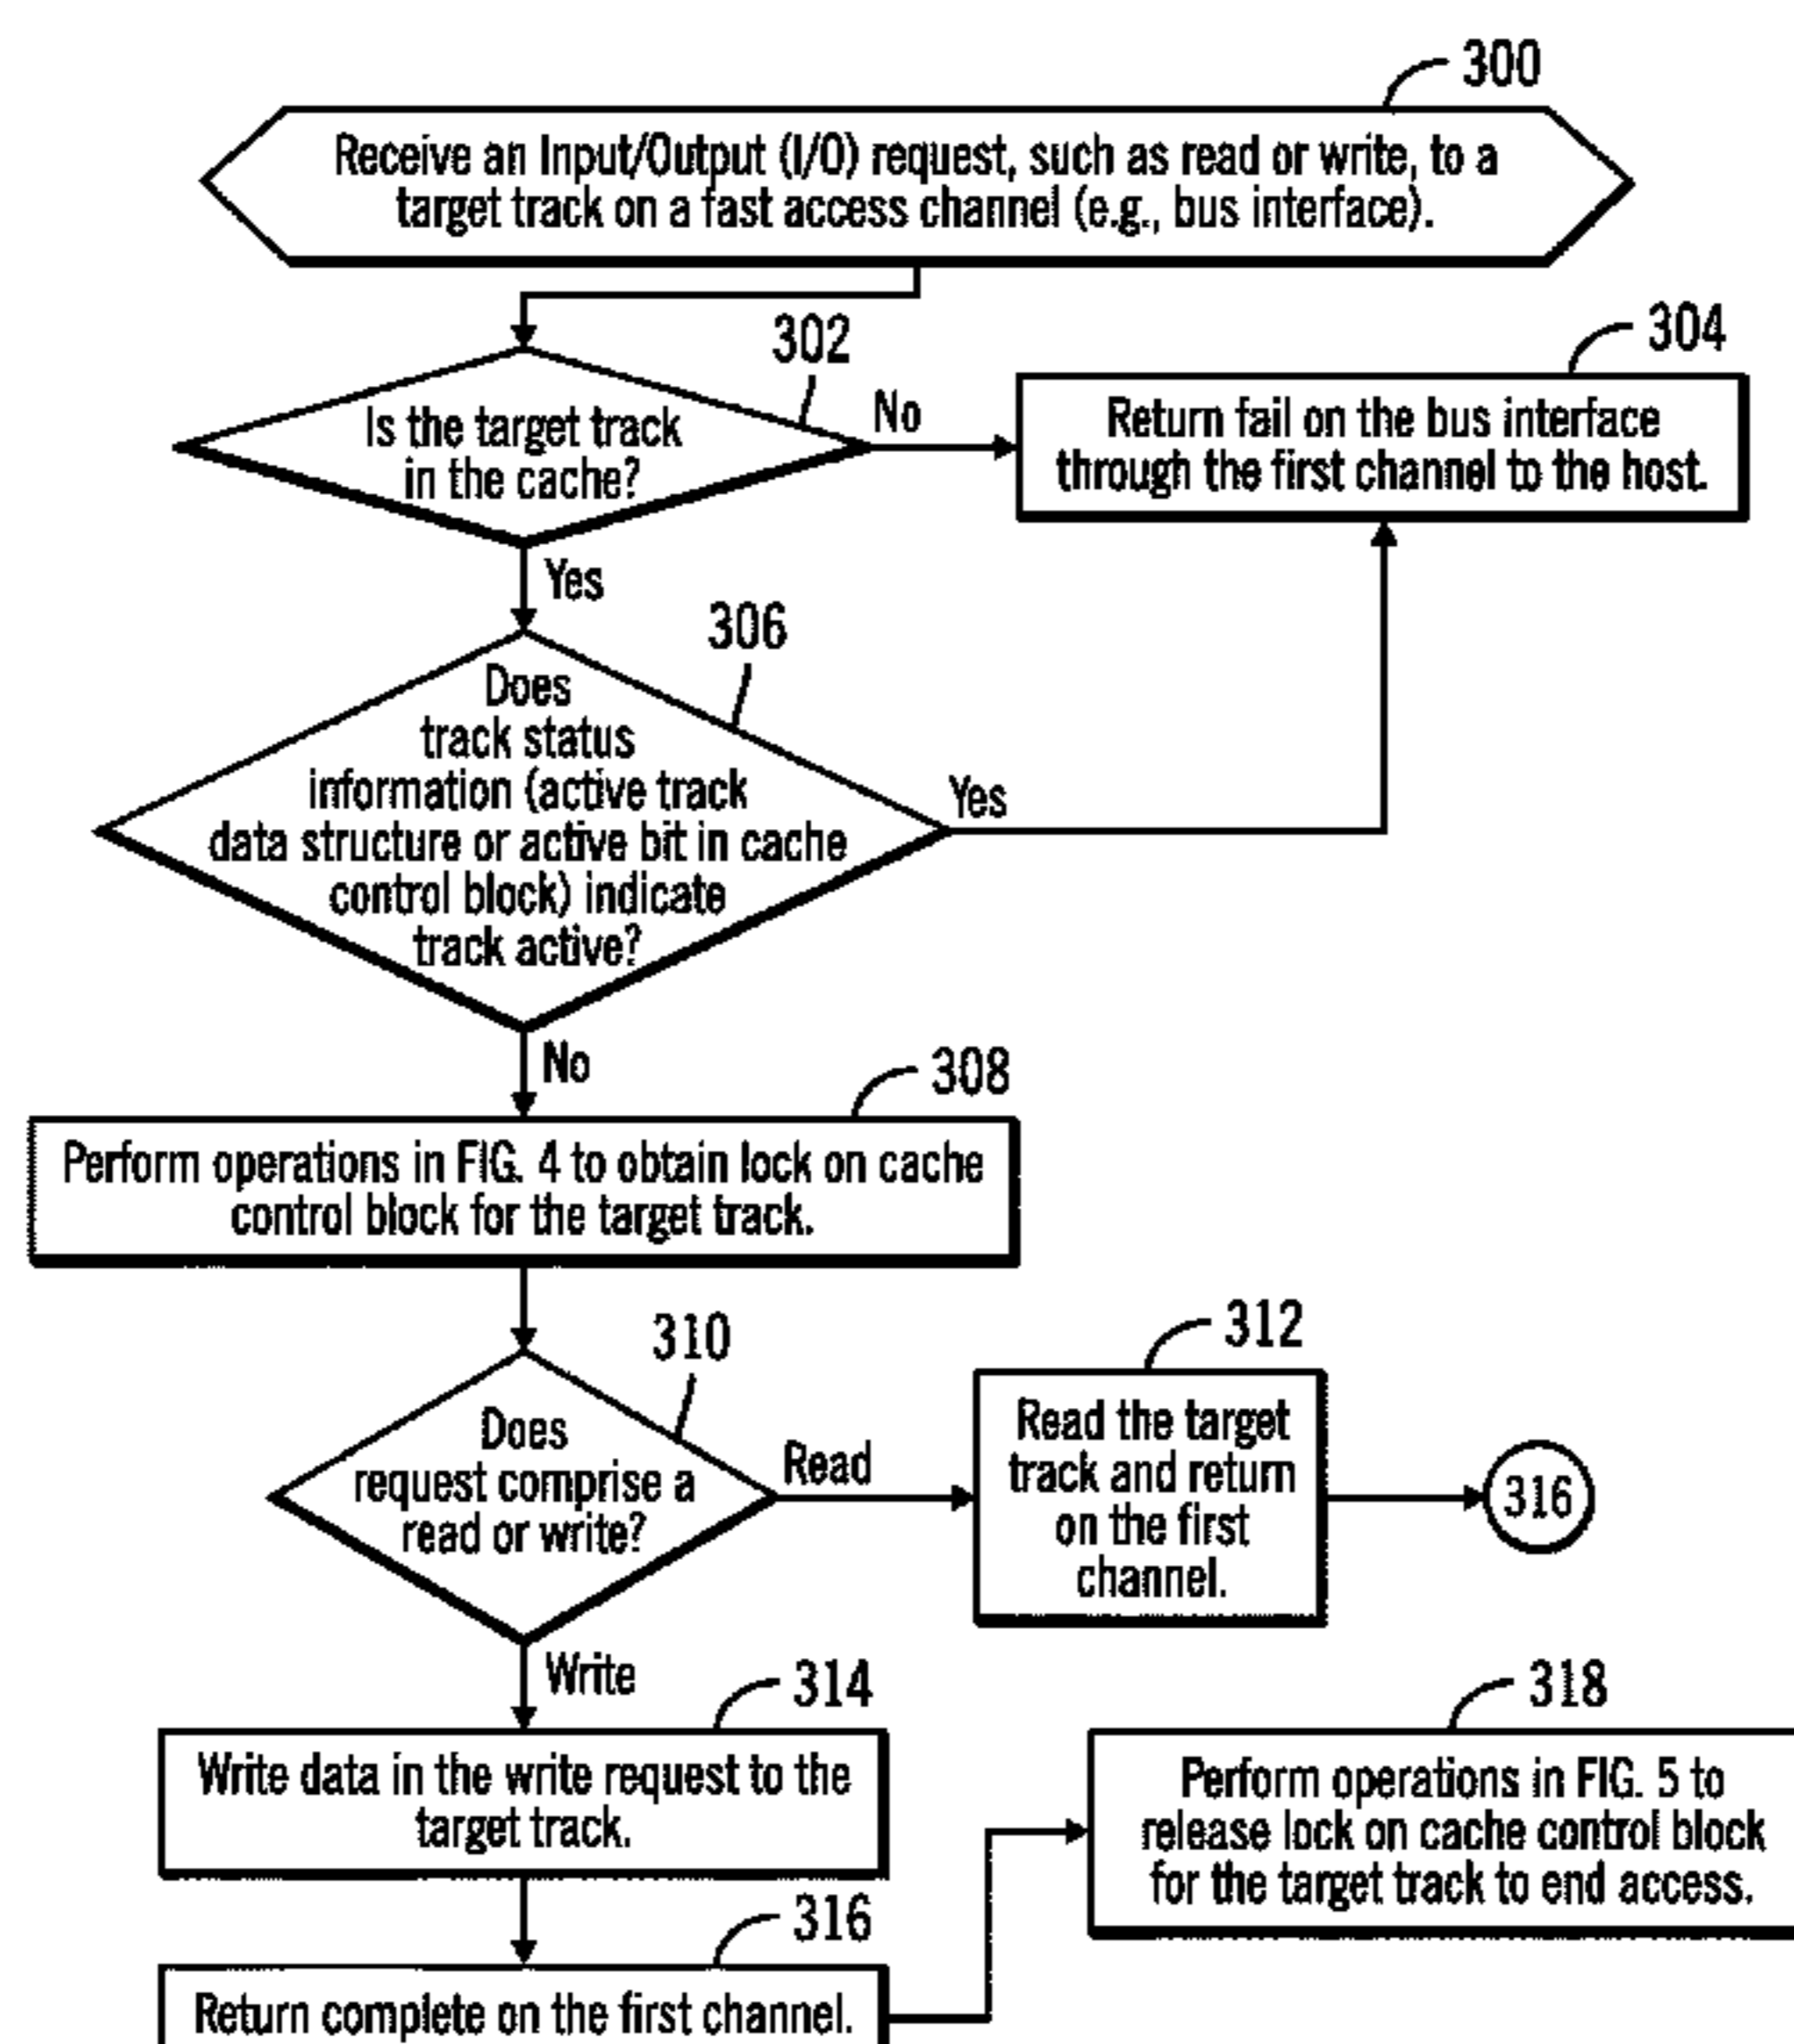 300
Receive an Input/Output (I/O) request, such as read or write, to a
target track on a fast access channel (e.g., bus interface).
302
Is the target track
in the cache?
No
304
Return fail on the bus interface
through the first channel to the host.
Yes
306
Does
track status
information (active track
data structure or active bit in cache
control block) indicate
track active?
Yes
No
308
Perform operations in FIG. 4 to obtain lock on cache
control block for the target track.
310
Does
request comprise a
read or write?
Read
312
Read the target
track and return
on the first
channel.
316
Write
314
Write data in the write request to the
target track.
316
Return complete on the first channel.
318
Perform operations in FIG. 5 to
release lock on cache control block
for the target track to end access.